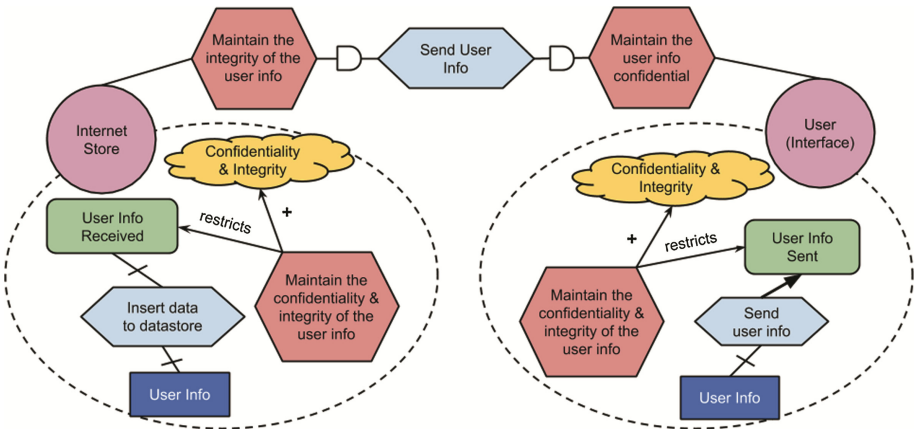 Maintain the
integrity of the
user info
Send User
Info
Maintain the
user info
confidential
Internet
Store
User
(Interface)
Confidentiality
& Integrity
Confidentiality &
Integrity
User Info
Received
restricts
+
+
restricts
User Info
Sent
Maintain the
confidentiality &
integrity of the
user info
Maintain the
confidentiality &
integrity of the
user info
Insert data
to datastore
Send
user info
User Info
User Info